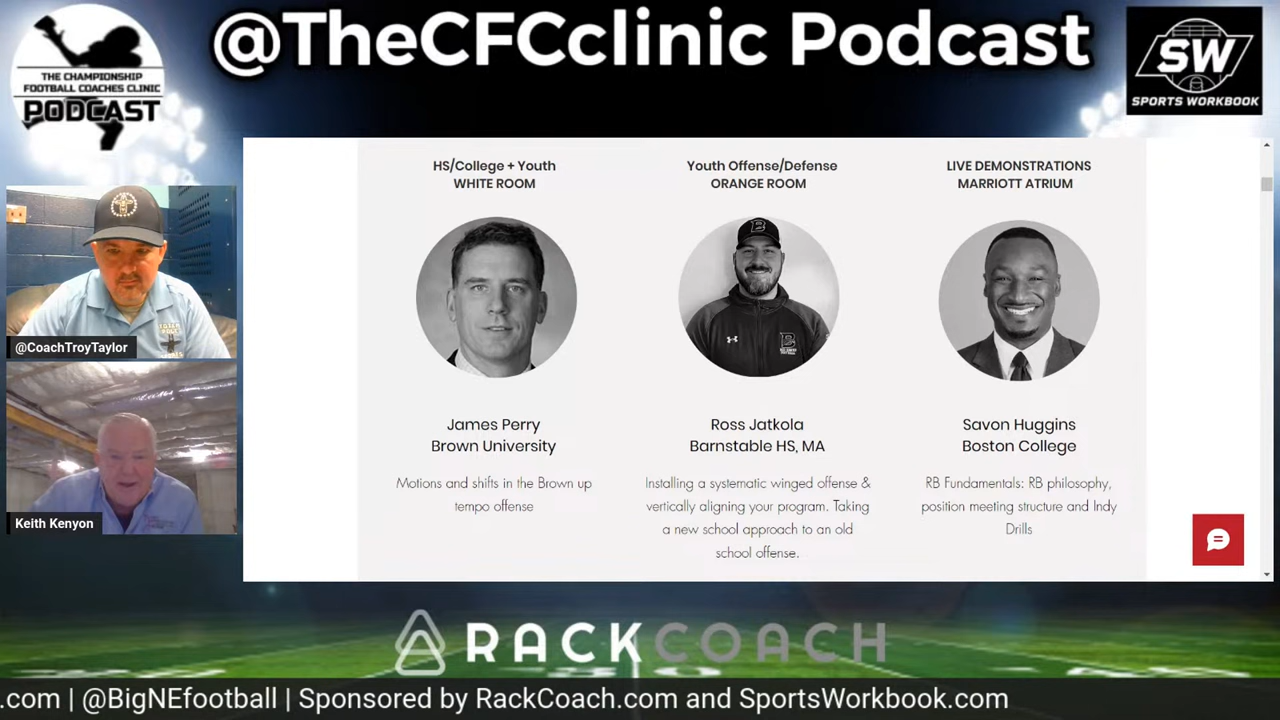 @TheCFCclinic Podcast
THE CHAMPIONSHIP
FOOTBALL COACHES CLINIC
PODCAST
SW
SPORTS WORKBOOK
HS/College + Youth
WHITE ROOM
Youth Offense/Defense
ORANGE ROOM
LIVE DEMONSTRATIONS
MARRIOTT ATRIUM
James Perry
Brown University
Motions and shifts in the Brown up
tempo offense
Ross Jatkola
Barnstable HS, MA
Installing a systematic winged offense &
vertically aligning your program. Taking
a new school approach to an old
school offense.
Savon Huggins
Boston College
RB Fundamentals: RB philosophy,
position meeting structure and Indy
Drills
@CoachTroyTaylor
Keith Kenyon
RACKCOACH
.com | @BigNEfootball | Sponsored by RackCoach.com and SportsWorkbook.com